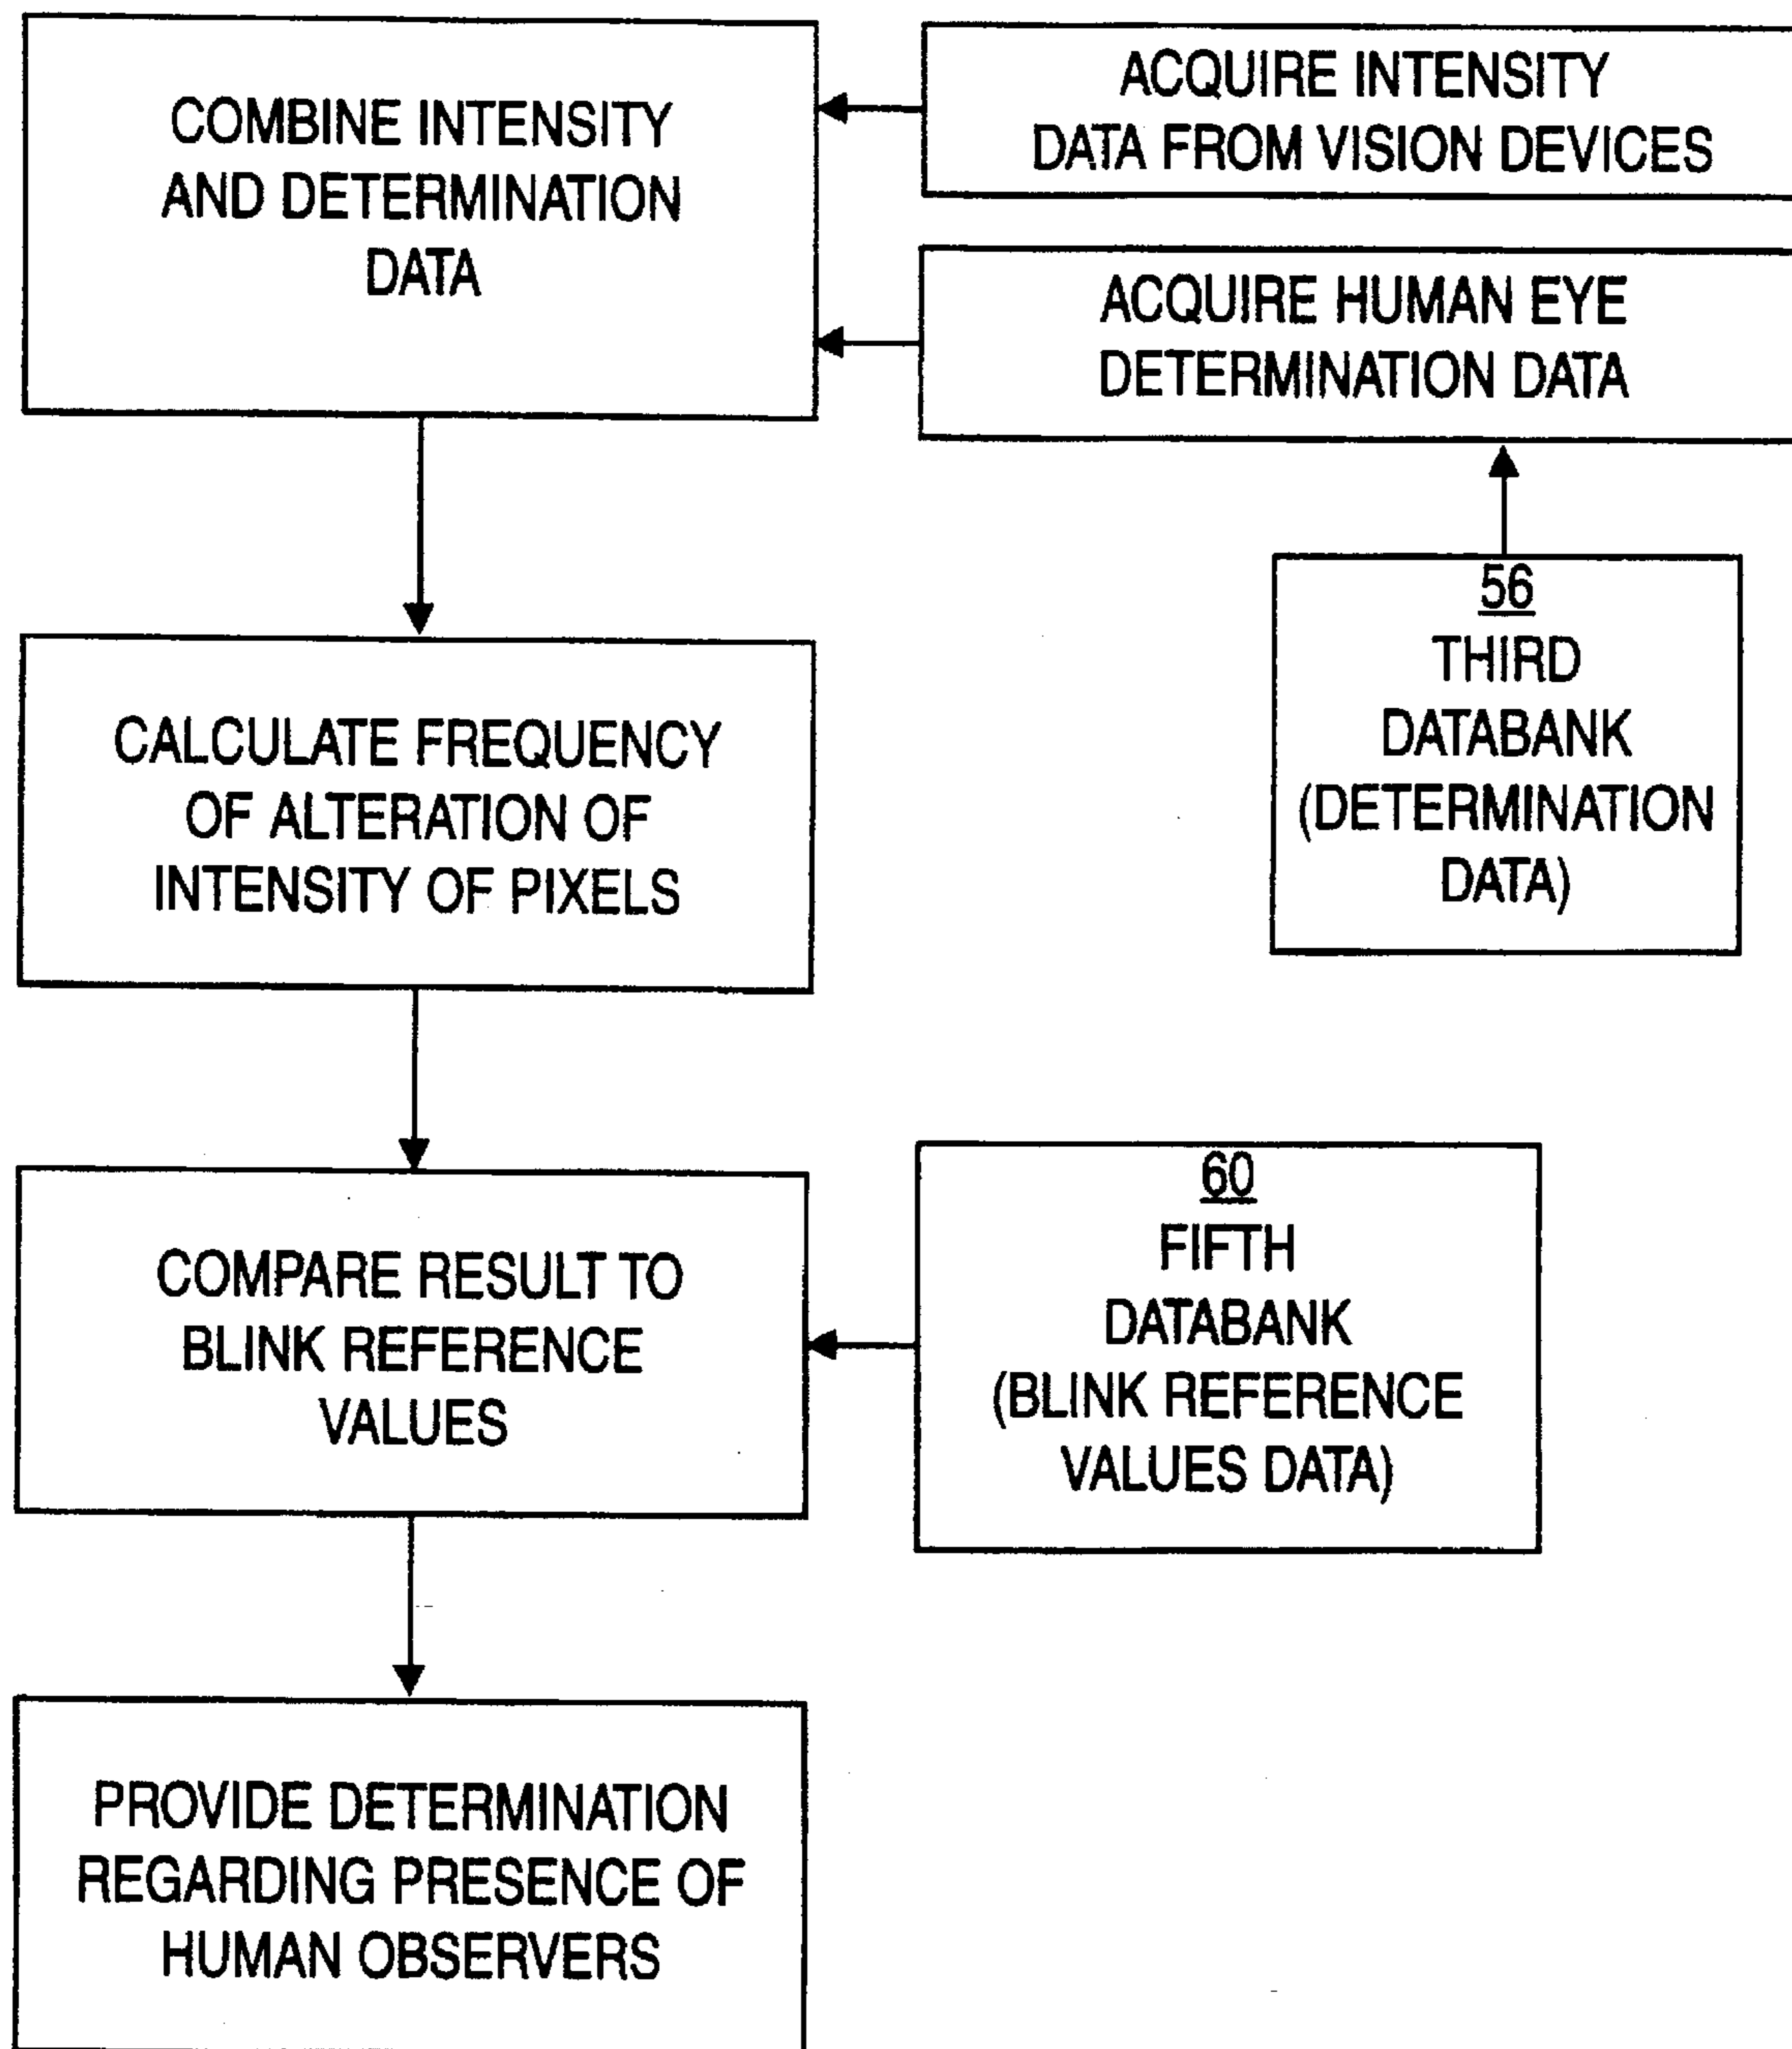 COMBINE INTENSITY
AND DETERMINATION
DATA
ACQUIRE INTENSITY
DATA FROM VISION DEVICES
ACQUIRE HUMAN EYE
DETERMINATION DATA
56
THIRD
DATABANK
(DETERMINATION
DATA)
CALCULATE FREQUENCY
OF ALTERATION OF
INTENSITY OF PIXELS
COMPARE RESULT TO
BLINK REFERENCE
VALUES
60
FIFTH
DATABANK
(BLINK REFERENCE
VALUES DATA)
PROVIDE DETERMINATION
REGARDING PRESENCE OF
HUMAN OBSERVERS